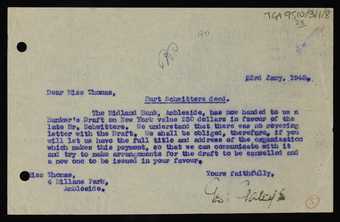 TGA 9510/3/1/8
23rd Jany, 1948.
Dear Miss Thomas,
Kurt Schwitters decd.
The Midland Bank, Ambleside, has now handed to us a
Banker's Draft on New York value 250 dollars in favour of the
late Mr. Schwitters. We understand that there was no covering
letter with the Draft. We shall be obliged, therefore, if you
will let us have the full title and address of the organisation
which makes this payment, so that we can communicate with it
and try to make arrangements for the draft to be cancelled and
a new one to be issued in your favour.
Yours faithfully,
Miss Thomas,
4 Millans Park,
Ambleside.